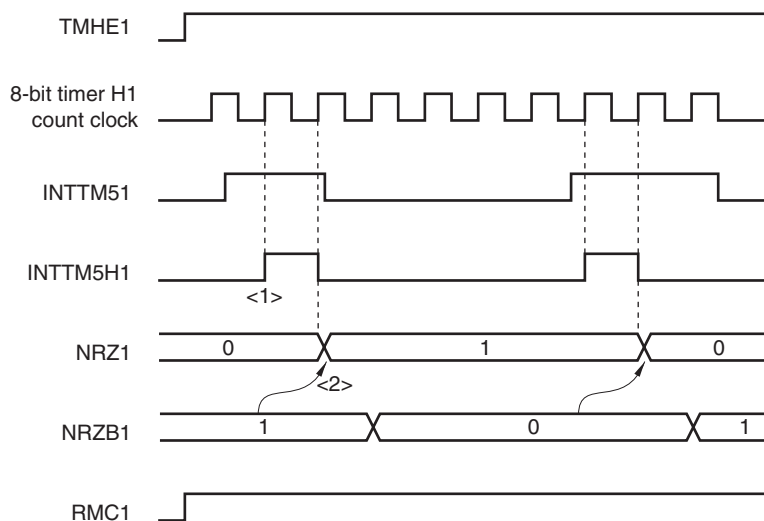 TMHE1
8-bit timer H1
count clock
INTTM51
INTTM5H1
<1>
NRZ1
0
1
0
<2>
NRZB1
1
0
1
RMC1